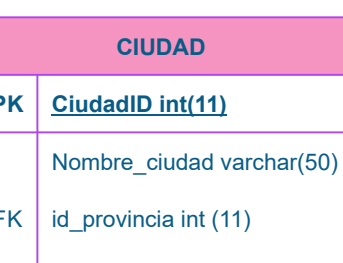 CIUDAD
PK CiudadID int(11)
Nombre_ciudad varchar(50)
FK id_provincia int (11)